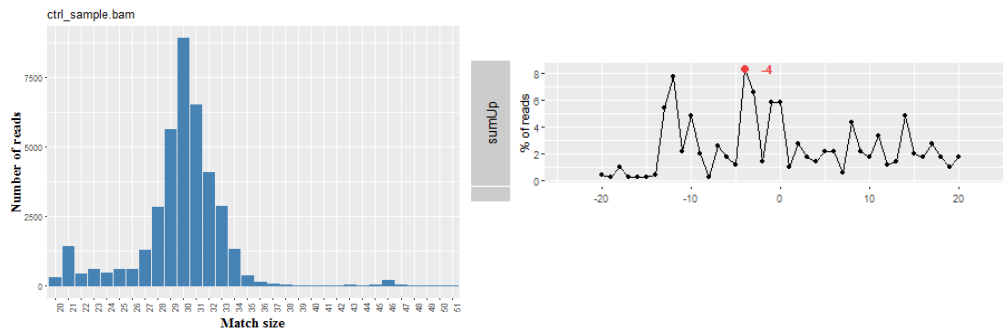 ctrl_sample.bam
Number of reads
7500
5000
2500
0
20 21 22 23 24 25 26 27 28 29 30 31 32 33 34 35 36 37 38 39 40 41 42 43 44 45 46 47 48 49 50 51
Match size
sumUp
% of reads
8
6
4
2
0
-4
-20 -10 0 10 20